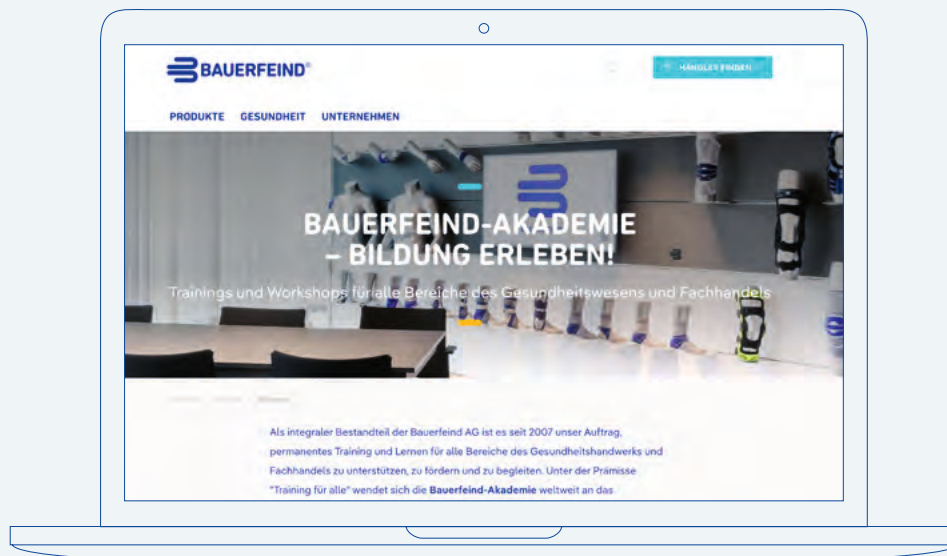 BAUERFEIND®
HÄNDLER FINDEN
PRODUKTE GESUNDHEIT UNTERNEHMEN
BAUERFEIND-AKADEMIE
– BILDUNG ERLEBEN!
Trainings und Workshops für alle Bereiche des Gesundheitswesens und Fachhandels
Als integraler Bestandteil der Bauerfeind AG ist es seit 2007 unser Auftrag,
permanentes Training und Lernen für alle Bereiche des Gesundheitshandwerks und
Fachhandels zu unterstützen, zu fördern und zu begleiten. Unter der Prämisse
"Training für alle" wendet sich die Bauerfeind-Akademie weltweit an das